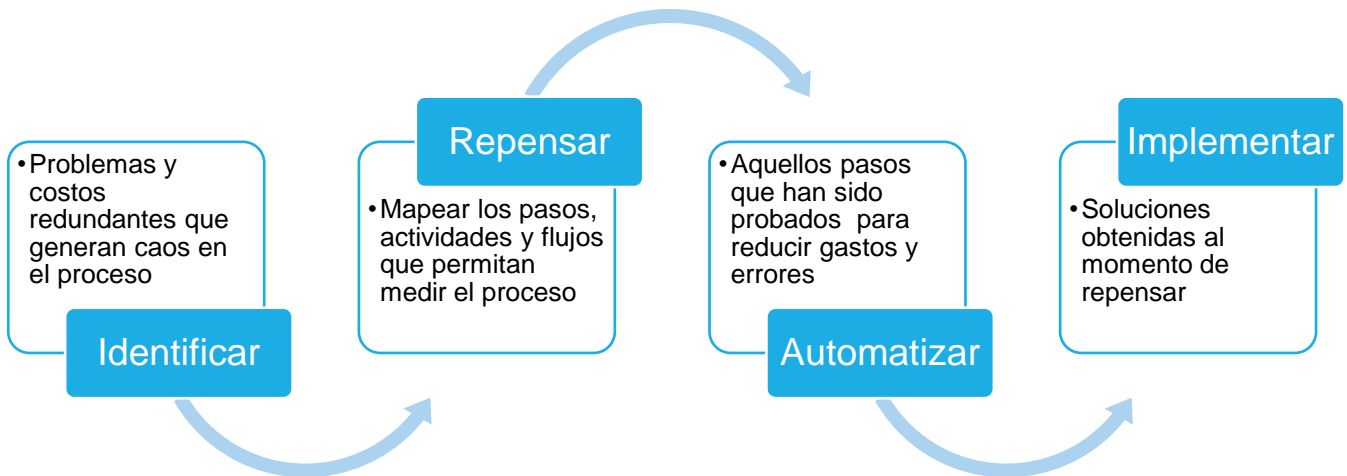 •Problemas y
costos
redundantes que
generan caos en
el proceso
Identificar
Repensar
•Mapear los pasos,
actividades y flujos
que permitan
medir el proceso
•Aquellos pasos
que han sido
probados para
reducir gastos y
errores
Automatizar
Implementar
•Soluciones
obtenidas al
momento de
repensar